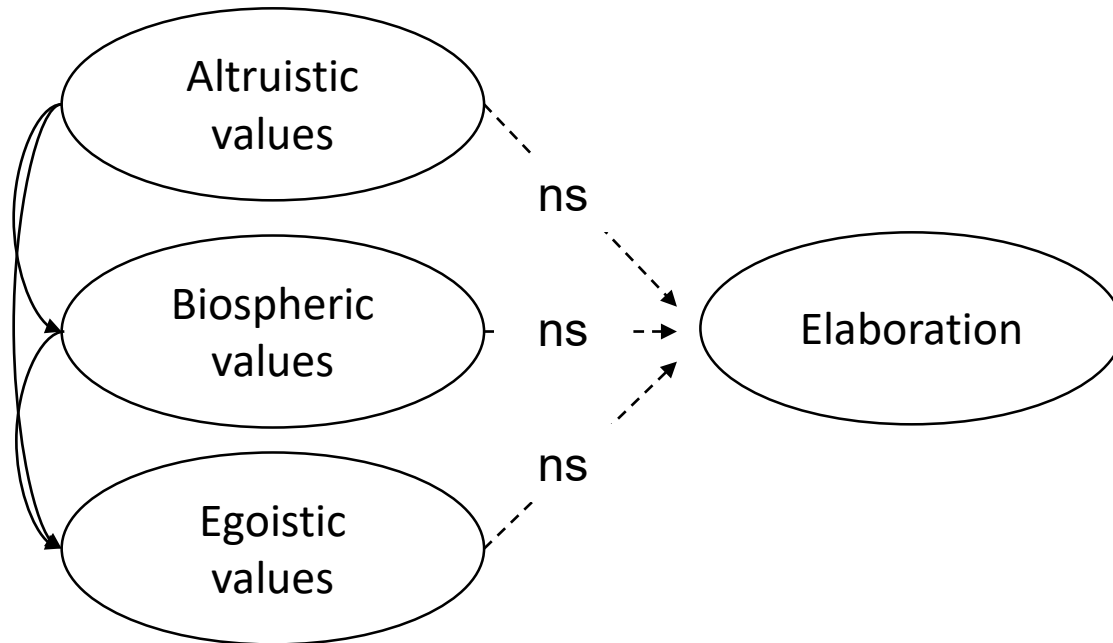 Altruistic
values
ns
Biospheric
values
ns
Elaboration
ns
Egoistic
values